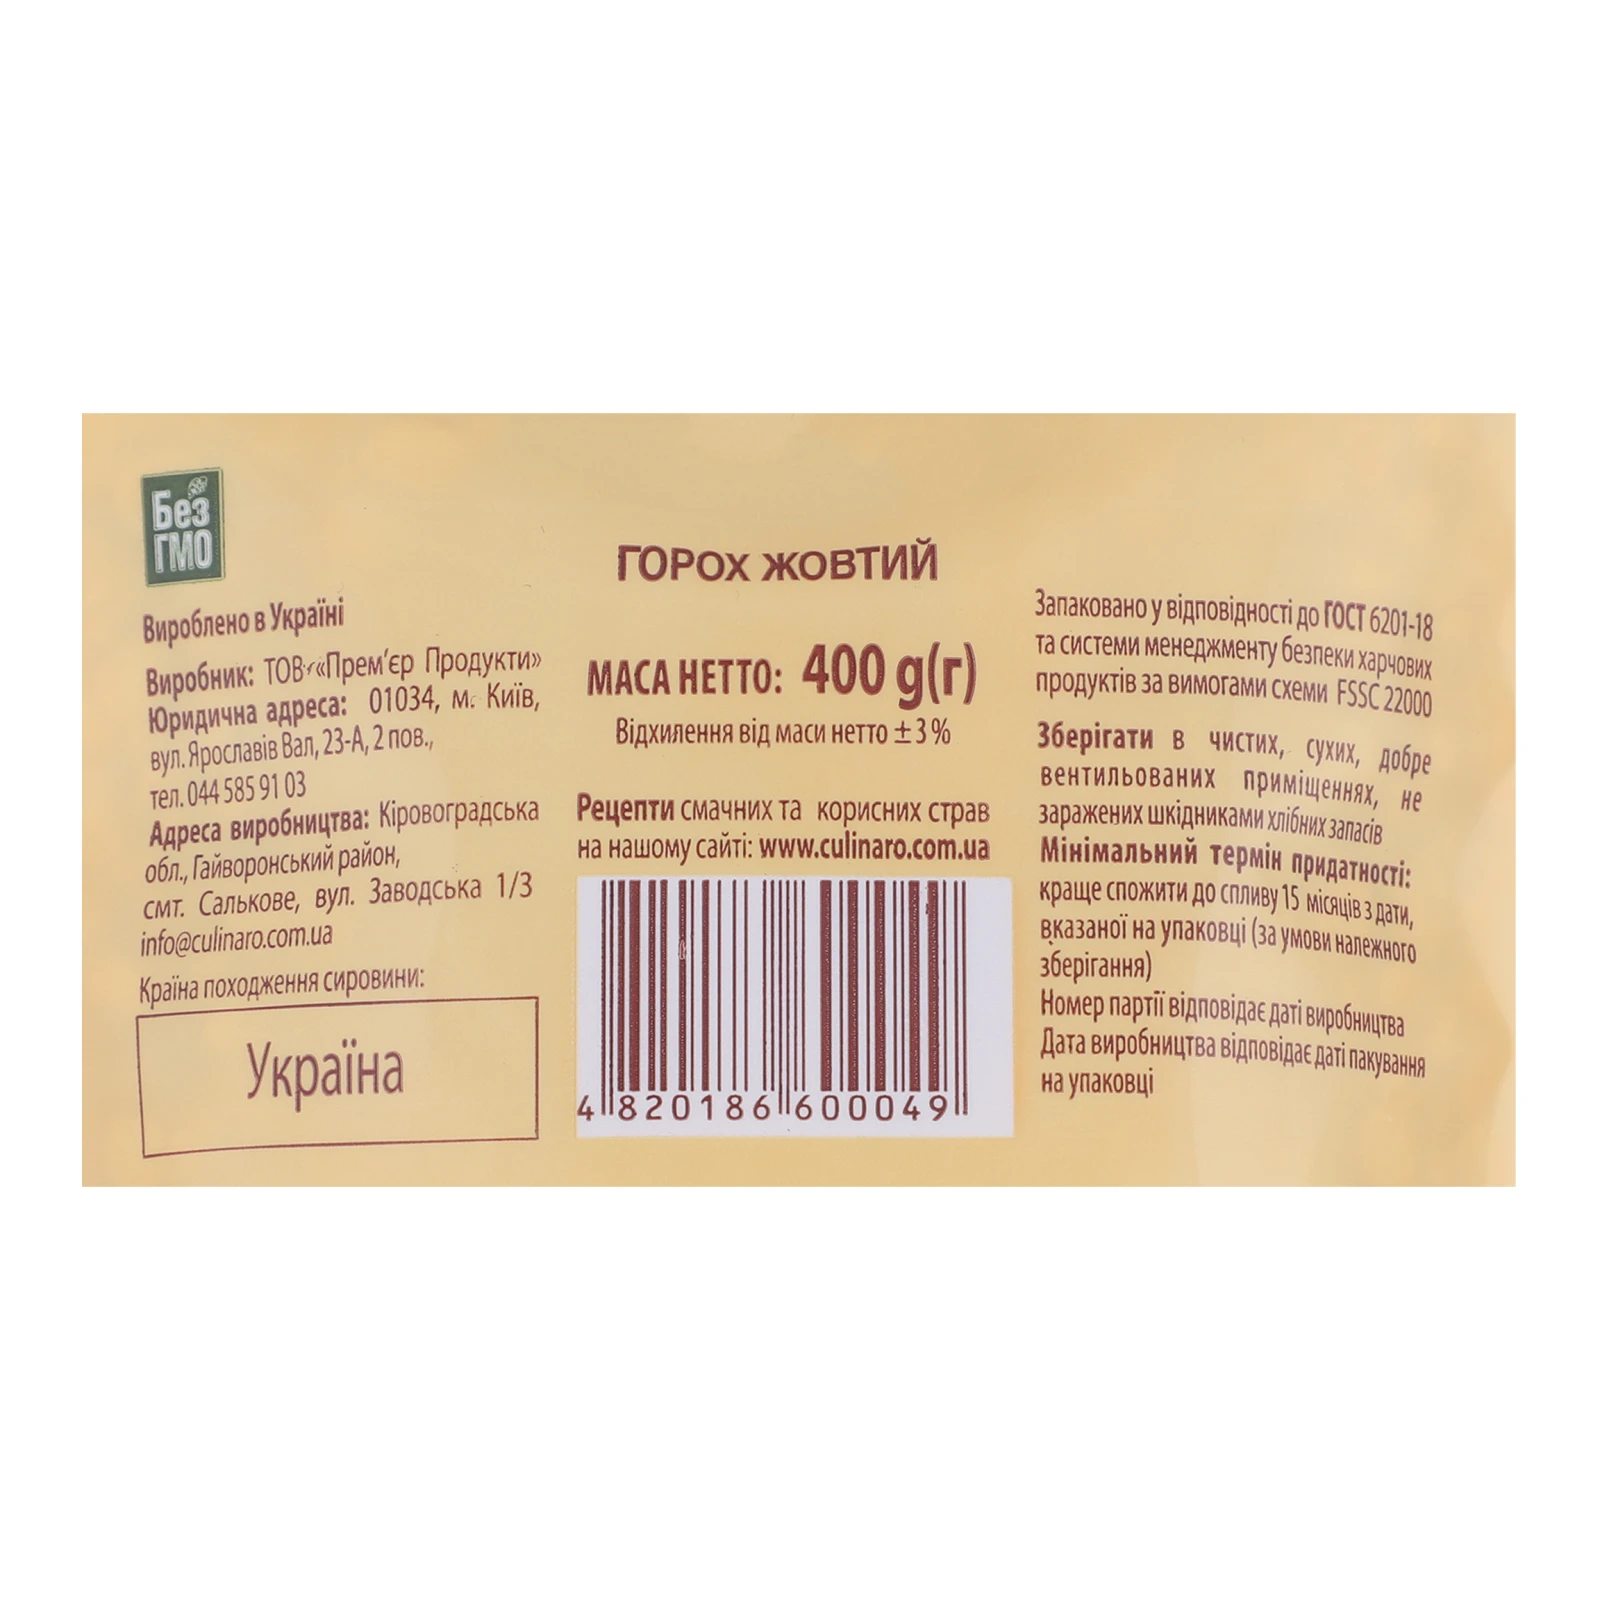 Без
ГМО
Вироблено в Україні
Виробник: ТОВ «Прем'єр Продукти»
Юридична адреса: 01034, м. Київ,
вул. Ярославів Вал, 23-А, 2 пов.,
тел. 044 585 91 03
Адреса виробництва: Кіровоградська
обл., Гайворонський район,
смт. Салькове, вул. Заводська 1/3
info@culinaro.com.ua
Країна походження сировини:
Україна
ГОРОХ ЖОВТИЙ
МАСА НЕТТО: 400 g(г)
Відхилення від маси нетто ±3%
Рецепти смачних та корисних страв
на нашому сайті: www.culinaro.com.ua
4 820186 600049
Запаковано у відповідності до ГОСТ 6201-18
та системи менеджменту безпеки харчових
продуктів за вимогами схеми FSSC 22000
Зберігати в чистих, сухих, добре
вентильованих приміщеннях, не
заражених шкідниками хлібних запасів
Мінімальний термін придатності:
краще спожити до спливу 15 місяців з дати,
вказаної на упаковці (за умови належного
зберігання)
Номер партії відповідає даті виробництва
Дата виробництва відповідає даті пакування
на упаковці